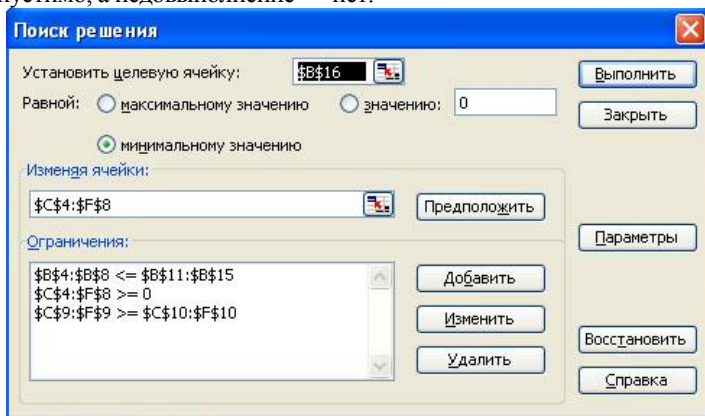 а недовыполнение — нет.
Поиск решения
Установить целевую ячейку: $B$16
Выполнить
Равной: максимальному значению значению: 0
Закрыть
минимальному значению
Изменяя ячейки:
$C$4:$F$8
Предположить
Ограничения:
Параметры
$B$4:$B$8 <= $B$11:$B$15
$C$4:$F$8 >= 0
$C$9:$F$9 >= $C$10:$F$10
Добавить
Изменить
Удалить
Восстановить
Справка